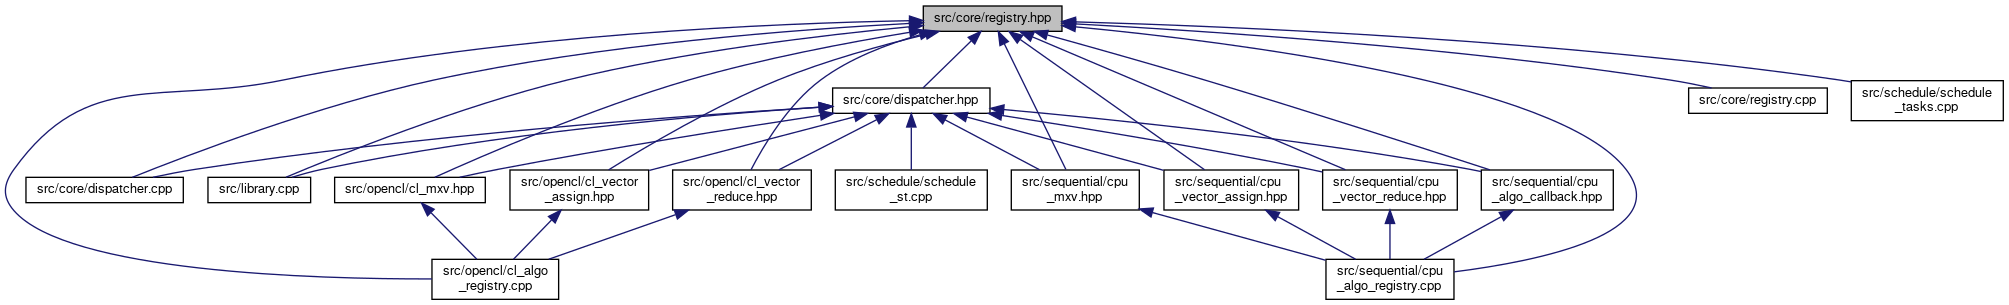 src/core/registry.hpp
src/core/dispatcher.hpp
src/core/registry.cpp
src/schedule/schedule
_tasks.cpp
src/core/dispatcher.cpp
src/library.cpp
src/opencl/cl_mxv.hpp
src/opencl/cl_vector
_assign.hpp
src/opencl/cl_vector
_reduce.hpp
src/schedule/schedule
_st.cpp
src/sequential/cpu
_mxv.hpp
src/sequential/cpu
_vector_assign.hpp
src/sequential/cpu
_vector_reduce.hpp
src/sequential/cpu
_algo_callback.hpp
src/opencl/cl_algo
_registry.cpp
src/sequential/cpu
_algo_registry.cpp